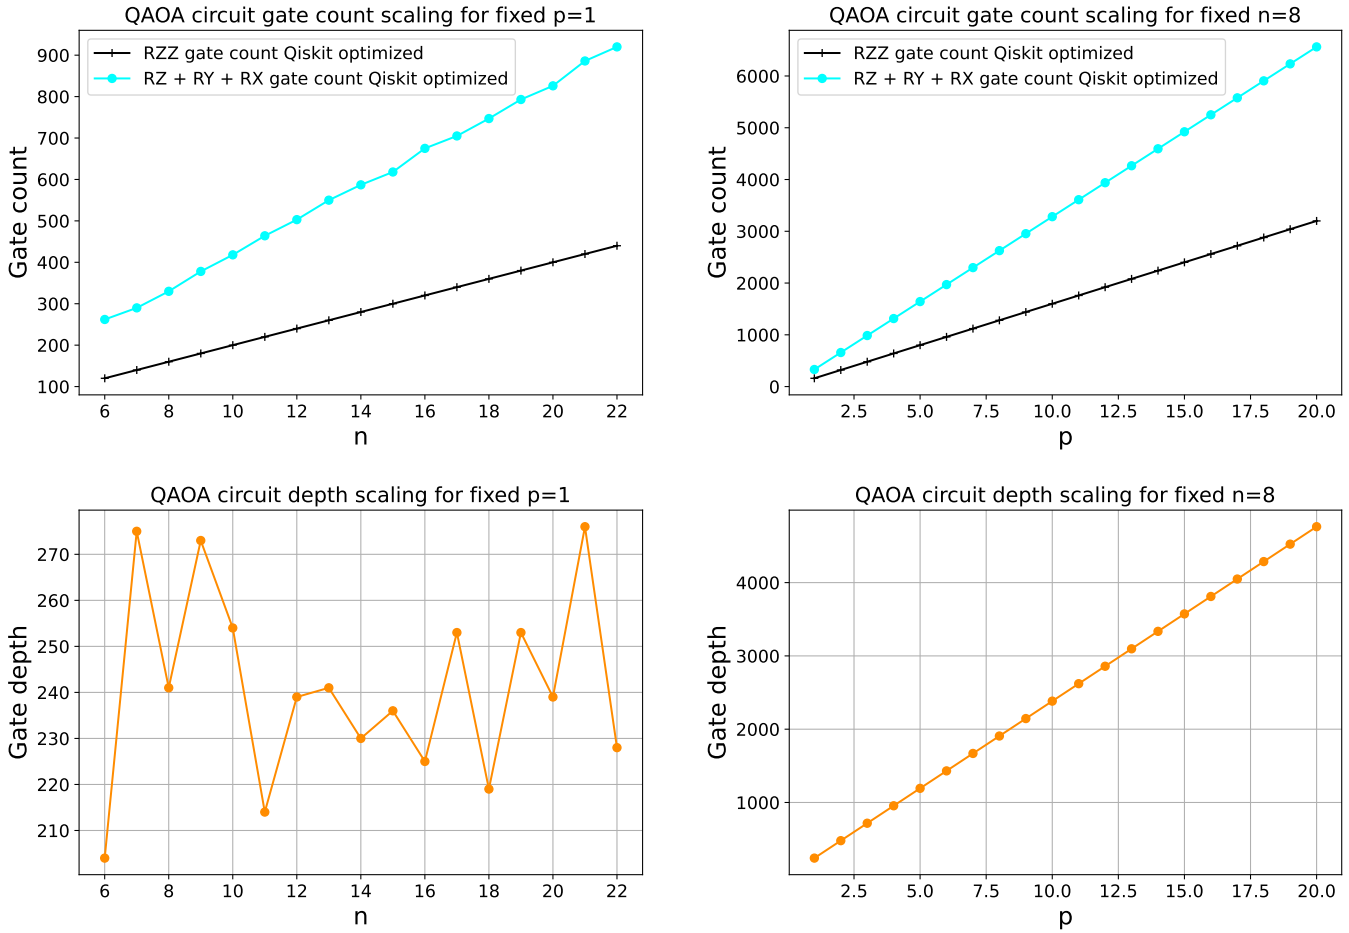 QAOA circuit gate count scaling for fixed p=1
RZZ gate count Qiskit optimized
RZ + RY + RX gate count Qiskit optimized
Gate count
900
800
700
600
500
400
300
200
100
6 8 10 12 14 16 18 20 22
n
QAOA circuit gate count scaling for fixed n=8
RZZ gate count Qiskit optimized
RZ + RY + RX gate count Qiskit optimized
Gate count
6000
5000
4000
3000
2000
1000
0
2.5 5.0 7.5 10.0 12.5 15.0 17.5 20.0
p
QAOA circuit depth scaling for fixed p=1
Gate depth
270
260
250
240
230
220
210
6 8 10 12 14 16 18 20 22
n
QAOA circuit depth scaling for fixed n=8
Gate depth
4000
3000
2000
1000
2.5 5.0 7.5 10.0 12.5 15.0 17.5 20.0
p